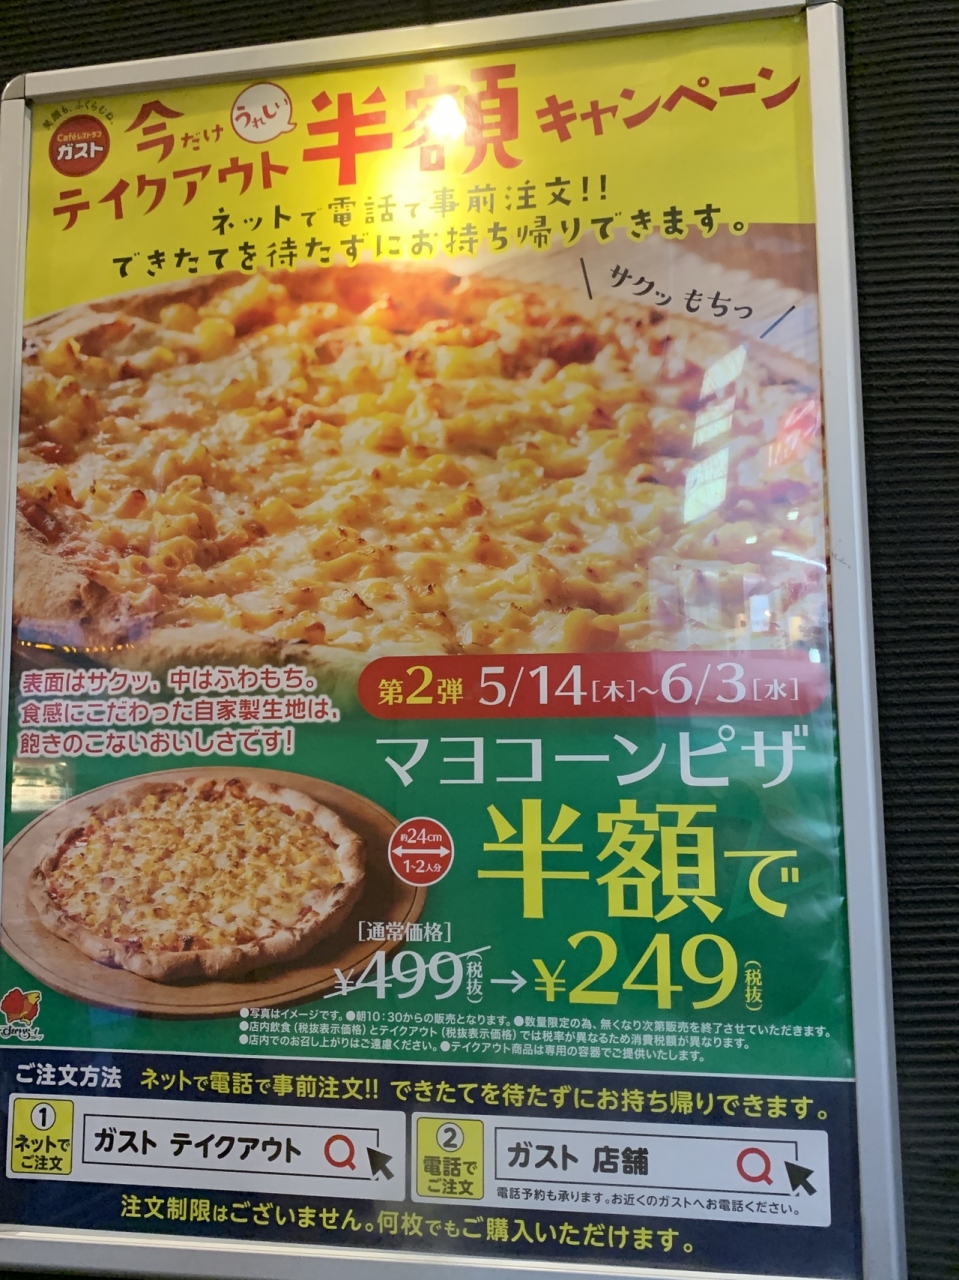 笑顔も、ふくらむね。
Caféレストラン
ガスト
今だけ
うれしい
テイクアウト
半額キャンペーン
ネットで電話で事前注文!!
できたてを待たずにお持ち帰りできます。
サクッ もちっ
表面はサクッ、中はふわもち。
食感にこだわった自家製生地は、
飽きのこないおいしさです!
第2弾 5/14[木]~6/3[水]
マヨコーンピザ
約24cm
1~2人分
半額で
[通常価格]
¥499(税抜)→¥249(税抜)
●写真はイメージです。●朝10:30からの販売となります。●数量限定の為、無くなり次第販売を終了させていただきます。
●店内飲食(税抜表示価格)とテイクアウト(税抜表示価格)では税率が異なるため消費税額が異なります。
●店内でのお召し上がりはご遠慮ください。●テイクアウト商品は専用の容器でご提供いたします。
ご注文方法 ネットで電話で事前注文!! できたてを待たずにお持ち帰りできます。
1
ネットで
ご注文
ガスト テイクアウト
2
電話で
ご注文
ガスト 店舗
電話予約も承ります。お近くのガストへお電話ください。
注文制限はございません。何枚でもご購入いただけます。